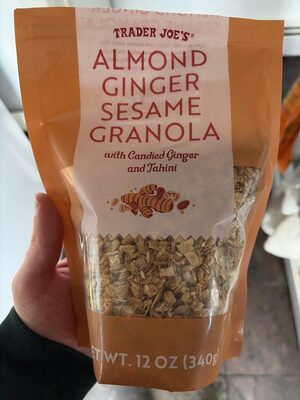 TRADER JOE'S®
ALMOND
GINGER
SESAME
GRANOLA
with Candied Ginger
and Tahini
NET WT. 12 OZ (340g)